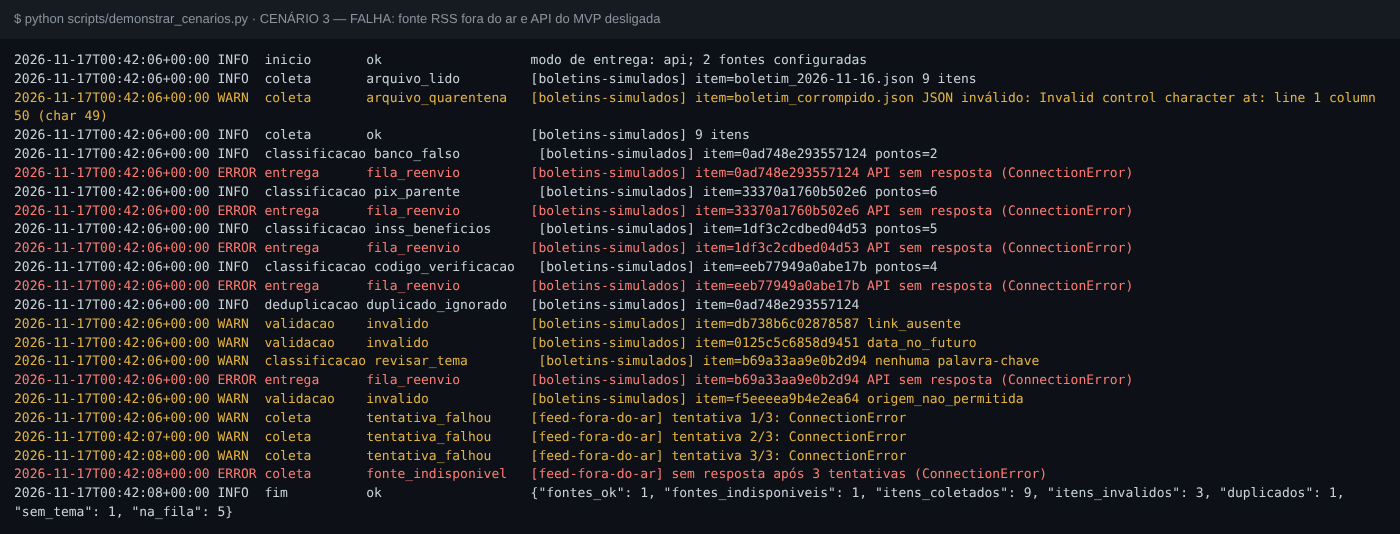 $ python scripts/demonstrar_cenarios.py · CENÁRIO 3 — FALHA: fonte RSS fora do ar e API do MVP desligada
2026-11-17T00:42:06+00:00 INFO  inicio       ok                   modo de entrega: api; 2 fontes configuradas
2026-11-17T00:42:06+00:00 INFO  coleta       arquivo_lido         [boletins-simulados] item=boletim_2026-11-16.json 9 itens
2026-11-17T00:42:06+00:00 WARN  coleta       arquivo_quarentena   [boletins-simulados] item=boletim_corrompido.json JSON inválido: Invalid control character at: line 1 column
50 (char 49)
2026-11-17T00:42:06+00:00 INFO  coleta       ok                   [boletins-simulados] 9 itens
2026-11-17T00:42:06+00:00 INFO  classificacao banco_falso          [boletins-simulados] item=0ad748e293557124 pontos=2
2026-11-17T00:42:06+00:00 ERROR entrega      fila_reenvio         [boletins-simulados] item=0ad748e293557124 API sem resposta (ConnectionError)
2026-11-17T00:42:06+00:00 INFO  classificacao pix_parente          [boletins-simulados] item=33370a1760b502e6 pontos=6
2026-11-17T00:42:06+00:00 ERROR entrega      fila_reenvio         [boletins-simulados] item=33370a1760b502e6 API sem resposta (ConnectionError)
2026-11-17T00:42:06+00:00 INFO  classificacao inss_beneficios      [boletins-simulados] item=1df3c2cdbed04d53 pontos=5
2026-11-17T00:42:06+00:00 ERROR entrega      fila_reenvio         [boletins-simulados] item=1df3c2cdbed04d53 API sem resposta (ConnectionError)
2026-11-17T00:42:06+00:00 INFO  classificacao codigo_verificacao   [boletins-simulados] item=eeb77949a0abe17b pontos=4
2026-11-17T00:42:06+00:00 ERROR entrega      fila_reenvio         [boletins-simulados] item=eeb77949a0abe17b API sem resposta (ConnectionError)
2026-11-17T00:42:06+00:00 INFO  deduplicacao duplicado_ignorado   [boletins-simulados] item=0ad748e293557124
2026-11-17T00:42:06+00:00 WARN  validacao    invalido             [boletins-simulados] item=db738b6c02878587 link_ausente
2026-11-17T00:42:06+00:00 WARN  validacao    invalido             [boletins-simulados] item=0125c5c6858d9451 data_no_futuro
2026-11-17T00:42:06+00:00 WARN  classificacao revisar_tema         [boletins-simulados] item=b69a33aa9e0b2d94 nenhuma palavra-chave
2026-11-17T00:42:06+00:00 ERROR entrega      fila_reenvio         [boletins-simulados] item=b69a33aa9e0b2d94 API sem resposta (ConnectionError)
2026-11-17T00:42:06+00:00 WARN  validacao    invalido             [boletins-simulados] item=f5eeeea9b4e2ea64 origem_nao_permitida
2026-11-17T00:42:06+00:00 WARN  coleta       tentativa_falhou     [feed-fora-do-ar] tentativa 1/3: ConnectionError
2026-11-17T00:42:07+00:00 WARN  coleta       tentativa_falhou     [feed-fora-do-ar] tentativa 2/3: ConnectionError
2026-11-17T00:42:08+00:00 WARN  coleta       tentativa_falhou     [feed-fora-do-ar] tentativa 3/3: ConnectionError
2026-11-17T00:42:08+00:00 ERROR coleta       fonte_indisponivel   [feed-fora-do-ar] sem resposta após 3 tentativas (ConnectionError)
2026-11-17T00:42:08+00:00 INFO  fim          ok                   {"fontes_ok": 1, "fontes_indisponiveis": 1, "itens_coletados": 9, "itens_invalidos": 3, "duplicados": 1,
"sem_tema": 1, "na_fila": 5}